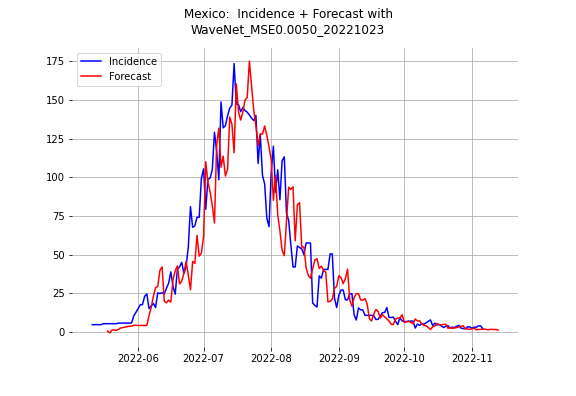 Mexico:  Incidence + Forecast with
WaveNet_MSE0.0050_20221023
Incidence
Forecast
175
150
125
100
75
50
25
0
2022-06 2022-07 2022-08 2022-09 2022-10 2022-11